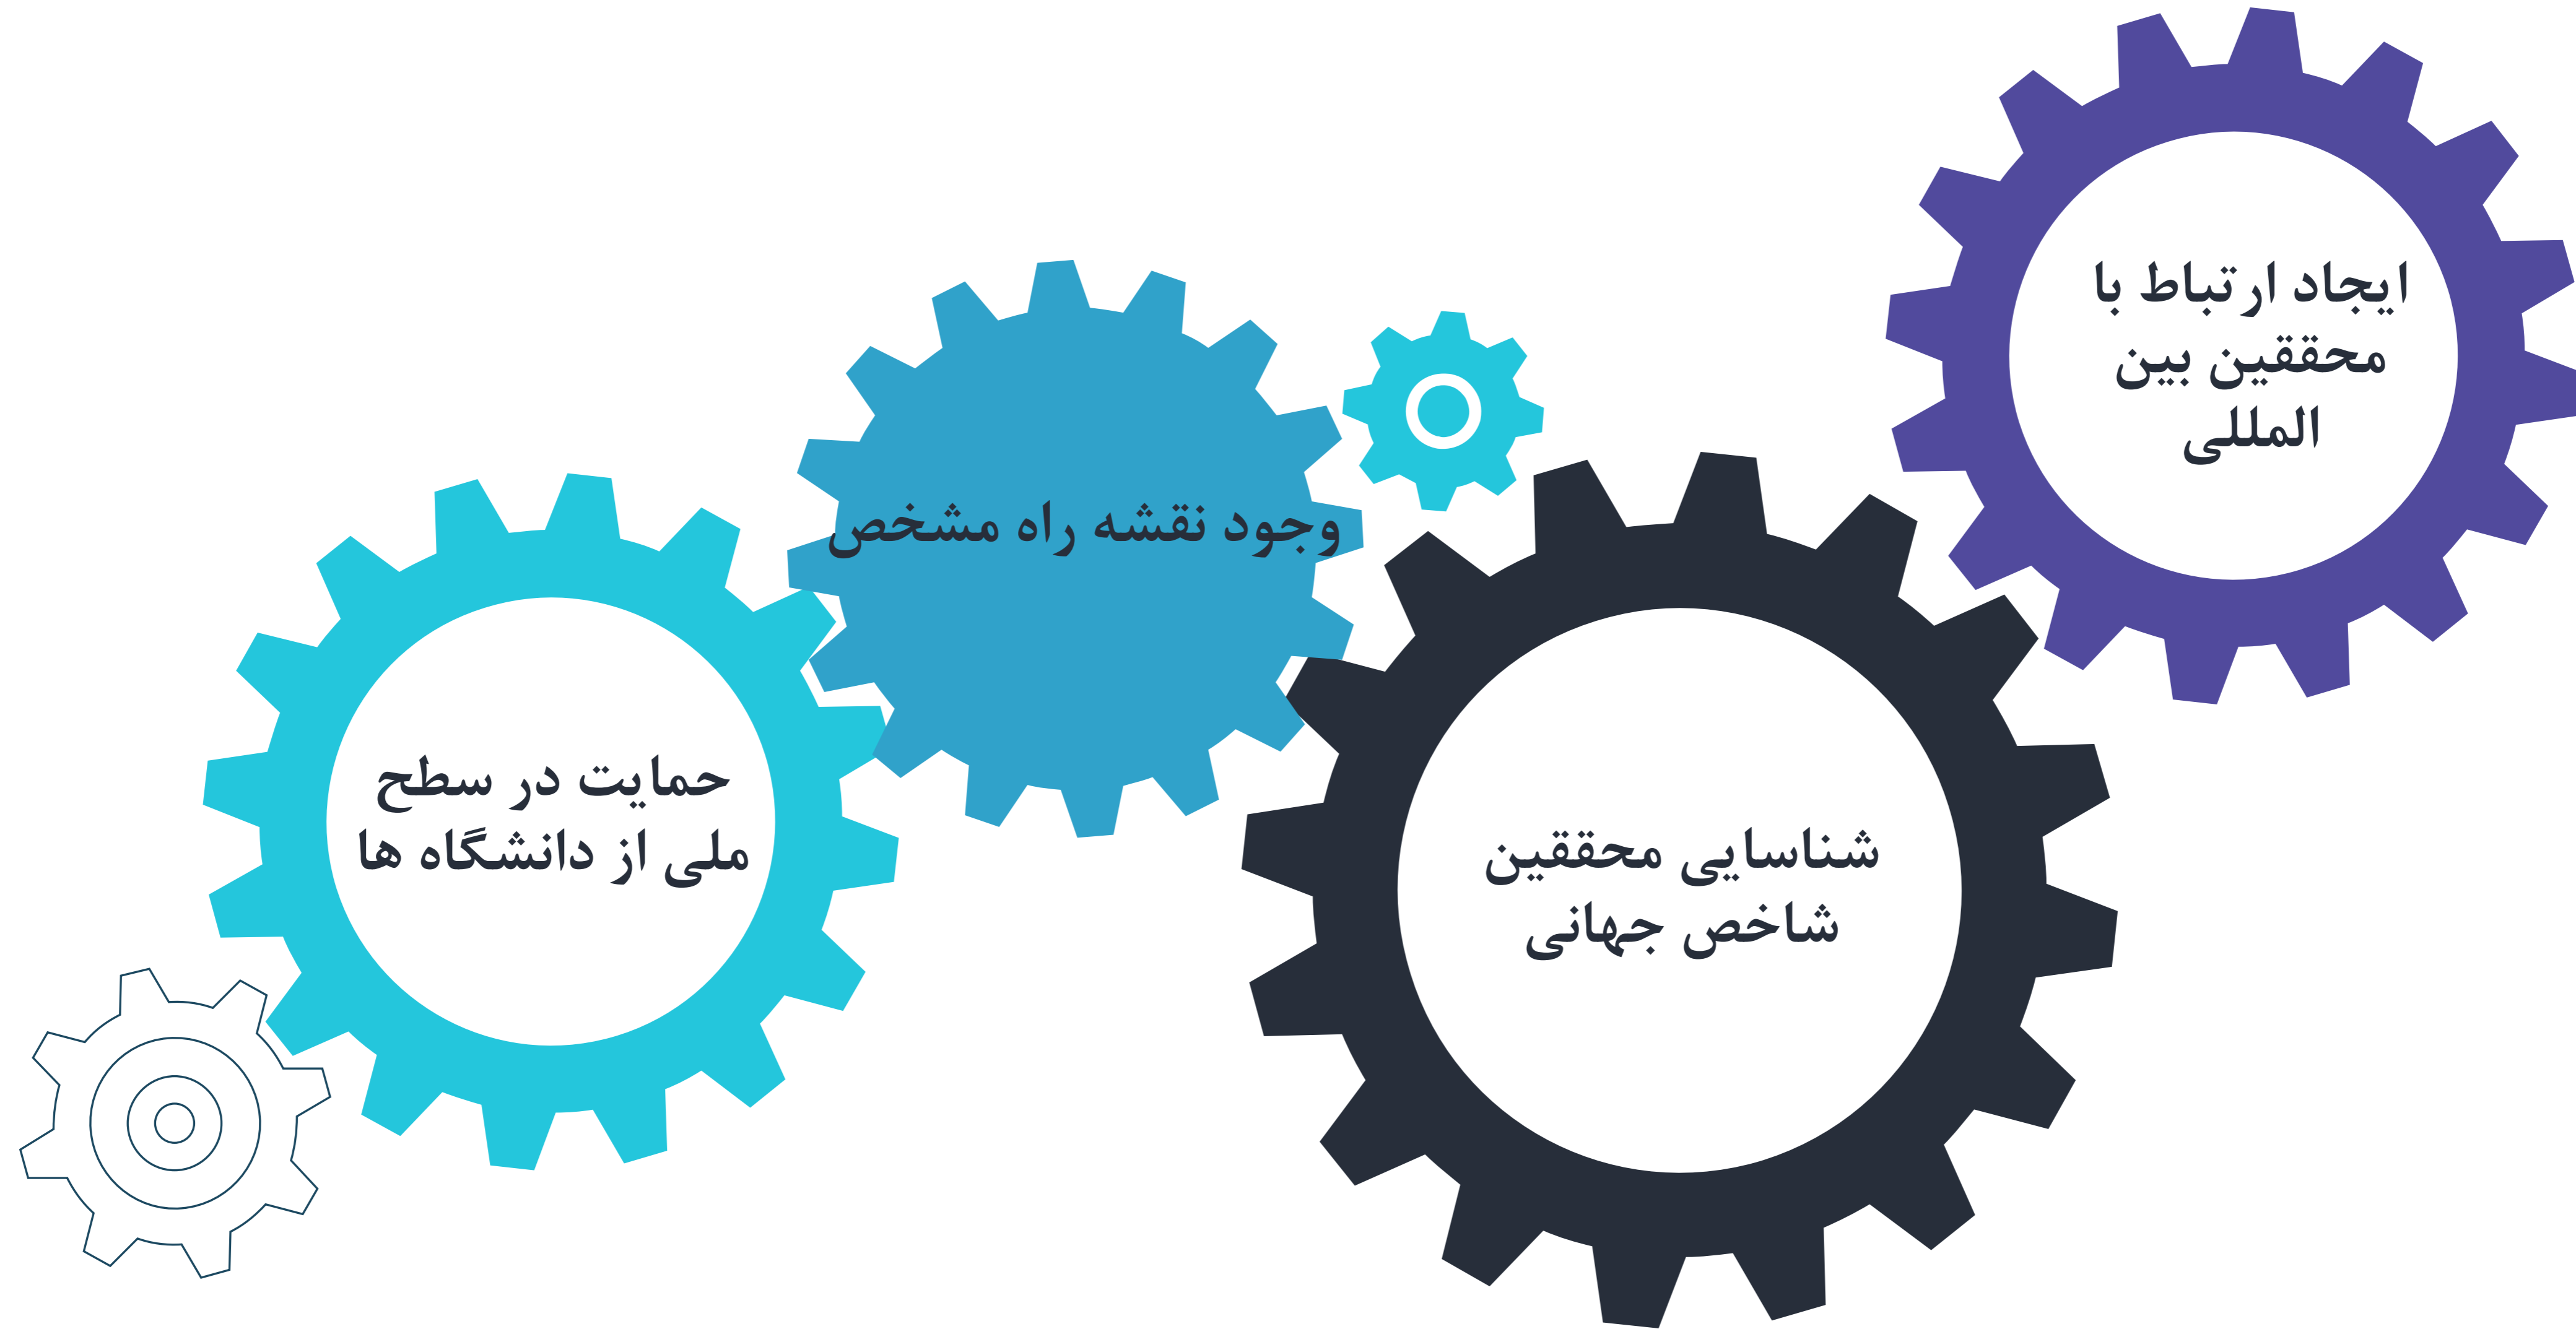 ایجاد ارتباط با
محققین بین
المللی
وجود نقشه راه مشخص
حمایت در سطح
ملی از دانشگاه ها
شناسایی محققین
شاخص جهانی